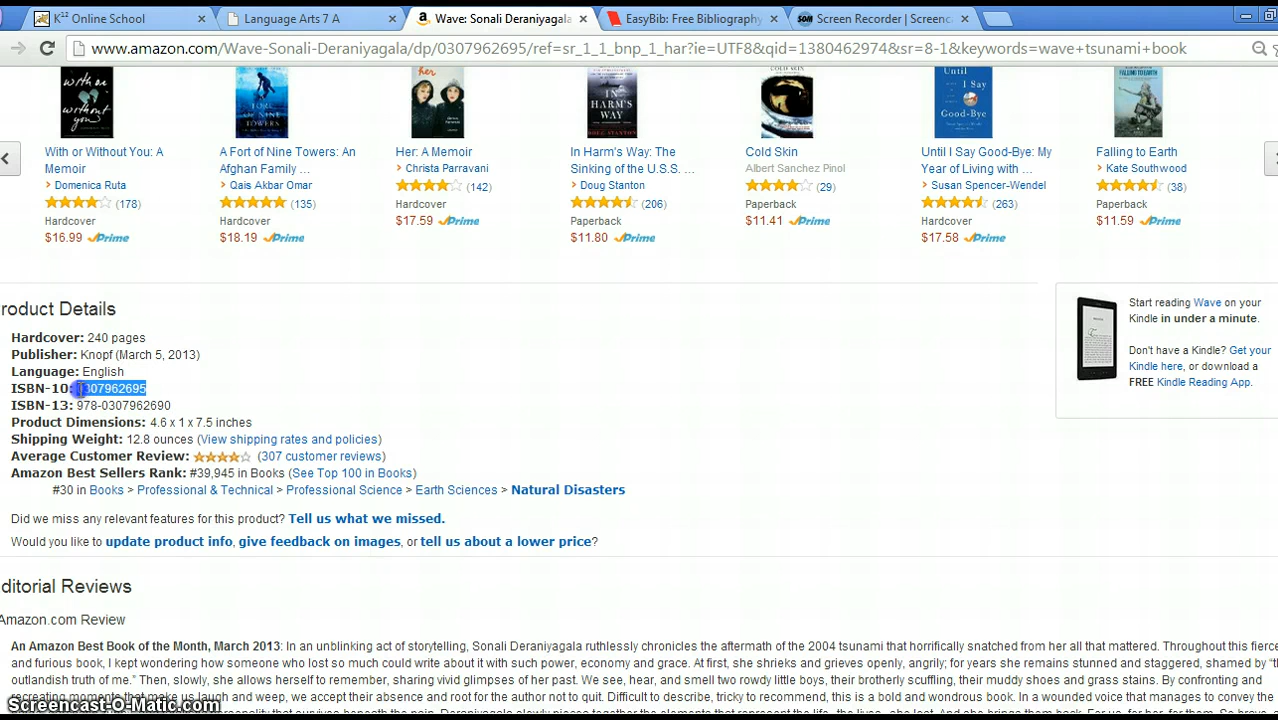 K¹² Online School
Language Arts 7 A
Wave: Sonali Deraniyagala
EasyBib: Free Bibliography
Screen Recorder | Screenc
www.amazon.com/Wave-Sonali-Deraniyagala/dp/0307962695/ref=sr_1_1_bnp_1_har?ie=UTF8&qid=1380462974&sr=8-1&keywords=wave+tsunami+book
with or without you
her
IN HARM'S WAY
COLD SKIN
Until I Say Good-Bye
FALLING TO EARTH
With or Without You: A Memoir
› Domenica Ruta
(178)
Hardcover
$16.99 Prime
A Fort of Nine Towers: An Afghan Family ...
› Qais Akbar Omar
(135)
Hardcover
$18.19 Prime
Her: A Memoir
› Christa Parravani
(142)
Hardcover
$17.59 Prime
In Harm's Way: The Sinking of the U.S.S. ...
› Doug Stanton
(206)
Paperback
$11.80 Prime
Cold Skin
Albert Sanchez Pinol
(29)
Paperback
$11.41 Prime
Until I Say Good-Bye: My Year of Living with ...
› Susan Spencer-Wendel
(263)
Hardcover
$17.58 Prime
Falling to Earth
› Kate Southwood
(38)
Paperback
$11.59 Prime
roduct Details
Hardcover: 240 pages
Publisher: Knopf (March 5, 2013)
Language: English
ISBN-10: 0307962695
ISBN-13: 978-0307962690
Product Dimensions: 4.6 x 1 x 7.5 inches
Shipping Weight: 12.8 ounces (View shipping rates and policies)
Average Customer Review: (307 customer reviews)
Amazon Best Sellers Rank: #39,945 in Books (See Top 100 in Books)
#30 in Books > Professional & Technical > Professional Science > Earth Sciences > Natural Disasters
Did we miss any relevant features for this product? Tell us what we missed.
Would you like to update product info, give feedback on images, or tell us about a lower price?
Start reading Wave on your
Kindle in under a minute.
Don't have a Kindle? Get your
Kindle here, or download a
FREE Kindle Reading App.
ditorial Reviews
Amazon.com Review
An Amazon Best Book of the Month, March 2013: In an unblinking act of storytelling, Sonali Deraniyagala ruthlessly chronicles the aftermath of the 2004 tsunami that horrifically snatched from her all that mattered. Throughout this fierce
and furious book, I kept wondering how someone who lost so much could write about it with such power, economy and grace. At first, she shrieks and grieves openly, angrily; for years she remains stunned and staggered, shamed by "t
outlandish truth of me." Then, slowly, she allows herself to remember, sharing vivid glimpses of her past. We see, hear, and smell two rowdy little boys, their brotherly scuffling, their muddy shoes and grass stains. By confronting and
recreating moments that make us laugh and weep, we accept their absence and root for the author not to quit. Difficult to describe, tricky to recommend, this is a bold and wondrous book. In a wounded voice that manages to convey the
Screencast-O-Matic.com